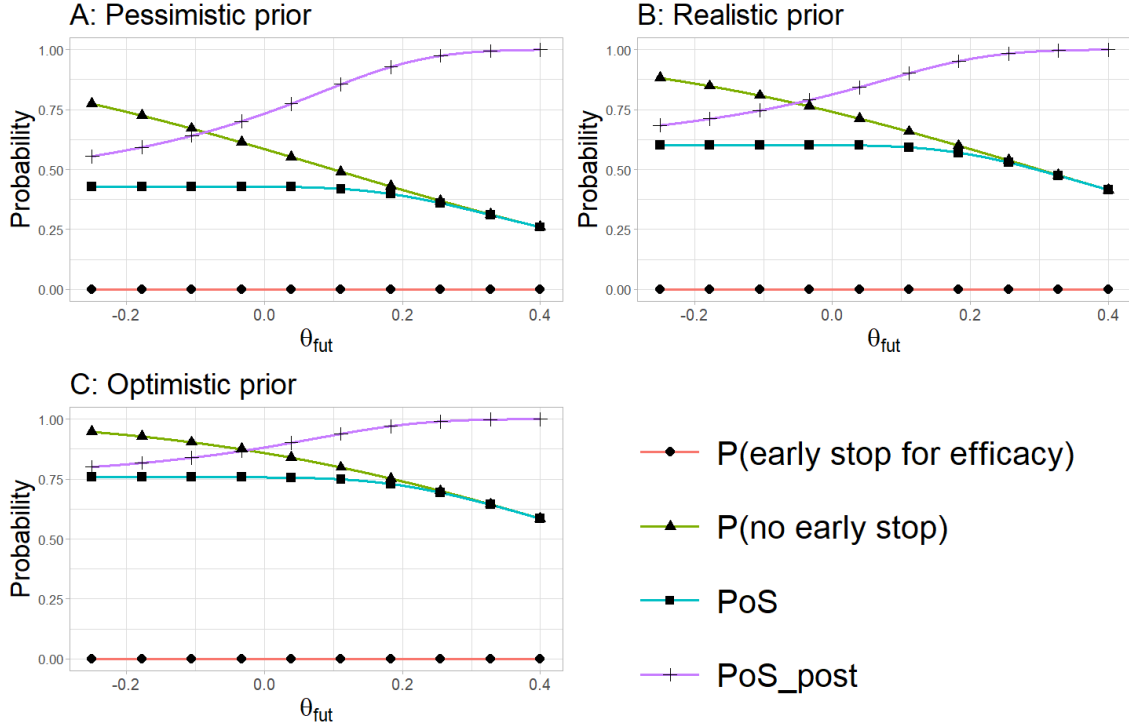 A: Pessimistic prior
1.00
0.75
0.50
0.25
0.00
Probability
-0.2 0.0 0.2 0.4
θfut
B: Realistic prior
1.00
0.75
0.50
0.25
0.00
Probability
-0.2 0.0 0.2 0.4
θfut
C: Optimistic prior
1.00
0.75
0.50
0.25
0.00
Probability
-0.2 0.0 0.2 0.4
θfut
P(early stop for efficacy)
P(no early stop)
PoS
PoS_post